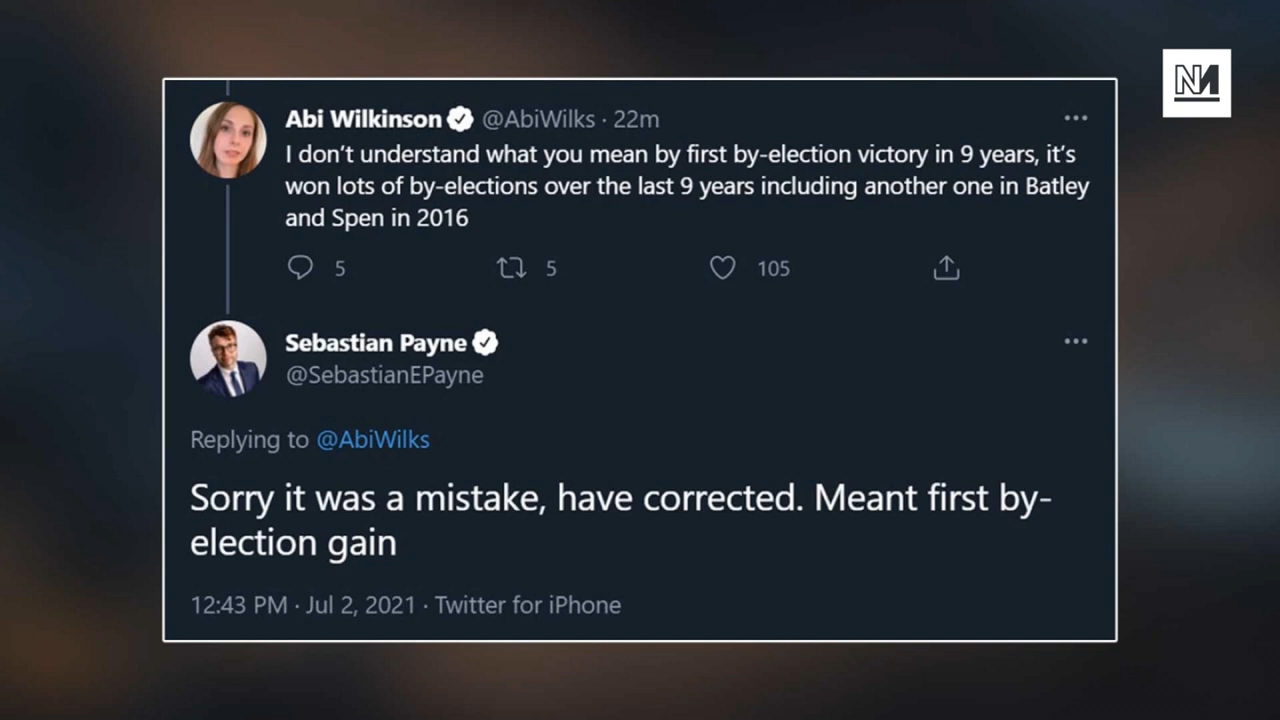 NM
Abi Wilkinson @AbiWilks · 22m
I don't understand what you mean by first by-election victory in 9 years, it's
won lots of by-elections over the last 9 years including another one in Batley
and Spen in 2016
5 5 105
Sebastian Payne
@SebastianEPayne
Replying to @AbiWilks
Sorry it was a mistake, have corrected. Meant first by-
election gain
12:43 PM · Jul 2, 2021 · Twitter for iPhone